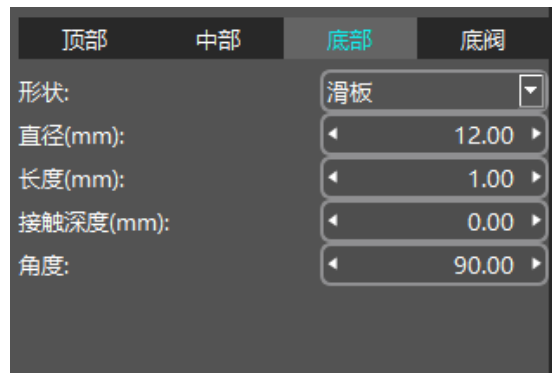 顶部 中部 底部 底阀
形状: 滑板
直径(mm): 12.00
长度(mm): 1.00
接触深度(mm): 0.00
角度: 90.00